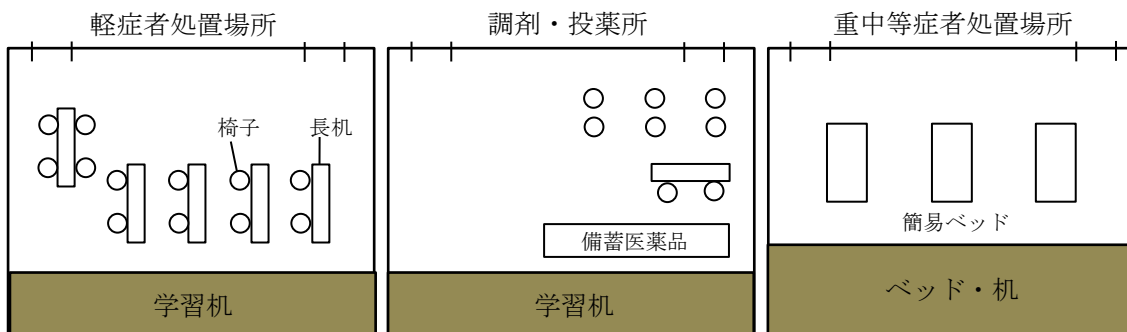 軽症者処置場所
調剤・投薬所
重中等症者処置場所
椅子
長机
備蓄医薬品
簡易ベッド
学習机
学習机
ベッド・机